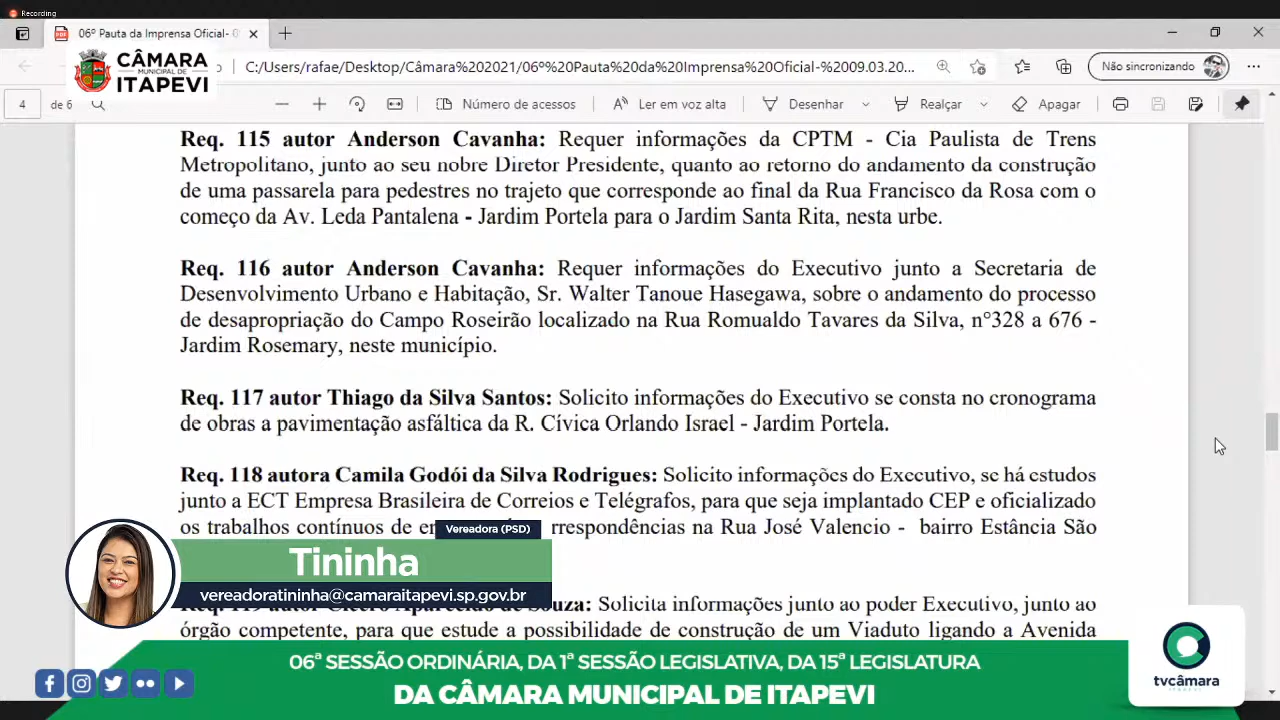 Recording
06º Pauta da Imprensa Oficial- 0
CÂMARA
MUNICIPAL DE
ITAPEVI
C:/Users/rafae/Desktop/Câmara%202021/06º%20Pauta%20da%20Imprensa%20Oficial-%2003.03.20...
Não sincronizando
4 de 6
Número de acessos
Ler em voz alta
Desenhar
Realçar
Apagar
Req. 115 autor Anderson Cavanha: Requer informações da CPTM - Cia Paulista de Trens
Metropolitano, junto ao seu nobre Diretor Presidente, quanto ao retorno do andamento da construção
de uma passarela para pedestres no trajeto que corresponde ao final da Rua Francisco da Rosa com o
começo da Av. Leda Pantalena - Jardim Portela para o Jardim Santa Rita, nesta urbe.
Req. 116 autor Anderson Cavanha: Requer informações do Executivo junto a Secretaria de
Desenvolvimento Urbano e Habitação, Sr. Walter Tanoue Hasegawa, sobre o andamento do processo
de desapropriação do Campo Roseirão localizado na Rua Romualdo Tavares da Silva, n°328 a 676 -
Jardim Rosemary, neste município.
Req. 117 autor Thiago da Silva Santos: Solicito informações do Executivo se consta no cronograma
de obras a pavimentação asfáltica da R. Cívica Orlando Israel - Jardim Portela.
Req. 118 autora Camila Godói da Silva Rodrigues: Solicito informações do Executivo, se há estudos
junto a ECT Empresa Brasileira de Correios e Telégrafos, para que seja implantado CEP e oficializado
os trabalhos contínuos de en rrespondências na Rua José Valencio - bairro Estância São
Vereadora (PSD)
Tininha
vereadoratininha@camaraitapevi.sp.gov.br
Souza: Solicita informações junto ao poder Executivo, junto ao
órgão competente, para que estude a possibilidade de construção de um Viaduto ligando a Avenida
06ª SESSÃO ORDINÁRIA, DA 1ª SESSÃO LEGISLATIVA, DA 15ª LEGISLATURA
DA CÂMARA MUNICIPAL DE ITAPEVI
tvcâmara
ITAPEVI